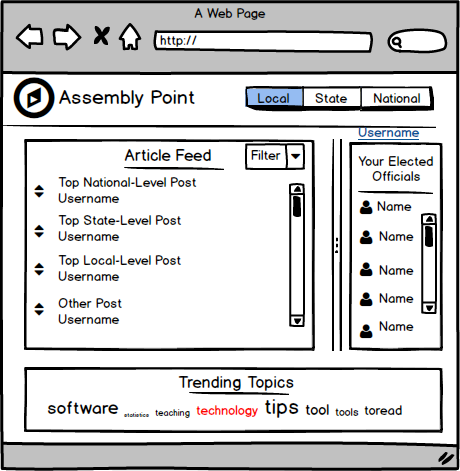 A Web Page
http://
Assembly Point
Local State National
Username
Article Feed
Filter
Top National-Level Post
Username
Top State-Level Post
Username
Top Local-Level Post
Username
Other Post
Username
Your Elected
Officials
Name
Name
Name
Name
Name
Trending Topics
software statistics teaching technology tips tool tools toread